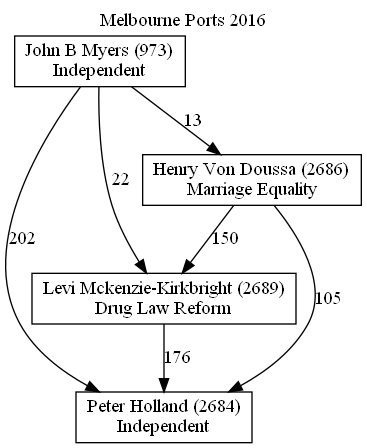 Melbourne Ports 2016
John B Myers (973)
Independent
13
Henry Von Doussa (2686)
Marriage Equality
22
202
150
Levi Mckenzie-Kirkbright (2689)
Drug Law Reform
105
176
Peter Holland (2684)
Independent